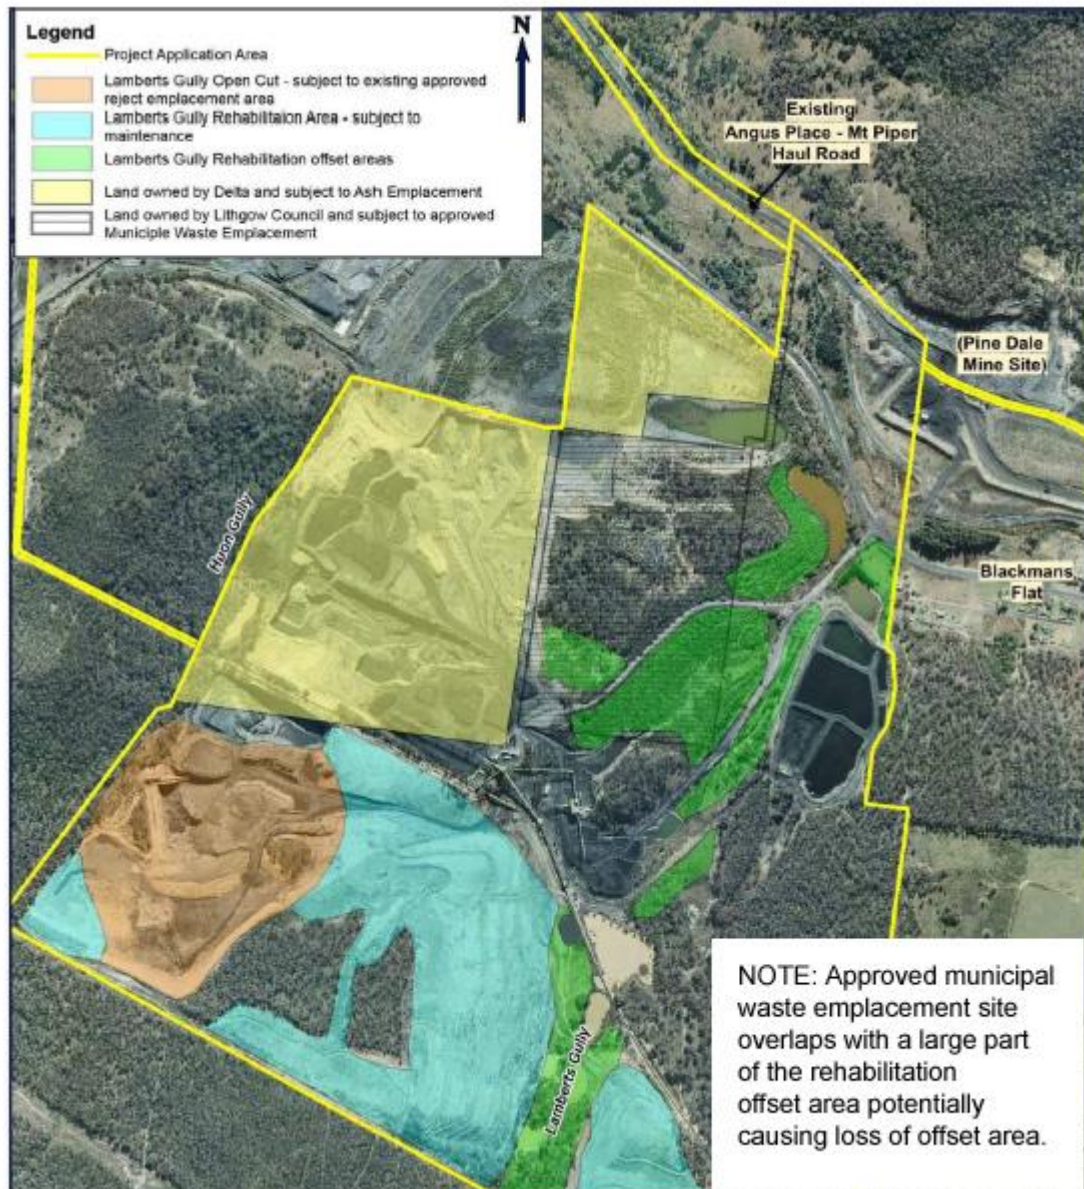 Legend
N
Project Application Area
Lamberts Gully Open Cut - subject to existing approved
reject emplacement area
Lamberts Gully Rehabilitaion Area - subject to
maintenance
Lamberts Gully Rehabilitation offset areas
Land owned by Delta and subject to Ash Emplacement
Land owned by Lithgow Council and subject to approved
Municiple Waste Emplacement
Existing
Angus Place - Mt Piper
Haul Road
(Pine Dale
Mine Site)
Huon Gully
Blackmans
Flat
Lamberts Gully
NOTE: Approved municipal
waste emplacement site
overlaps with a large part
of the rehabilitation
offset area potentially
causing loss of offset area.